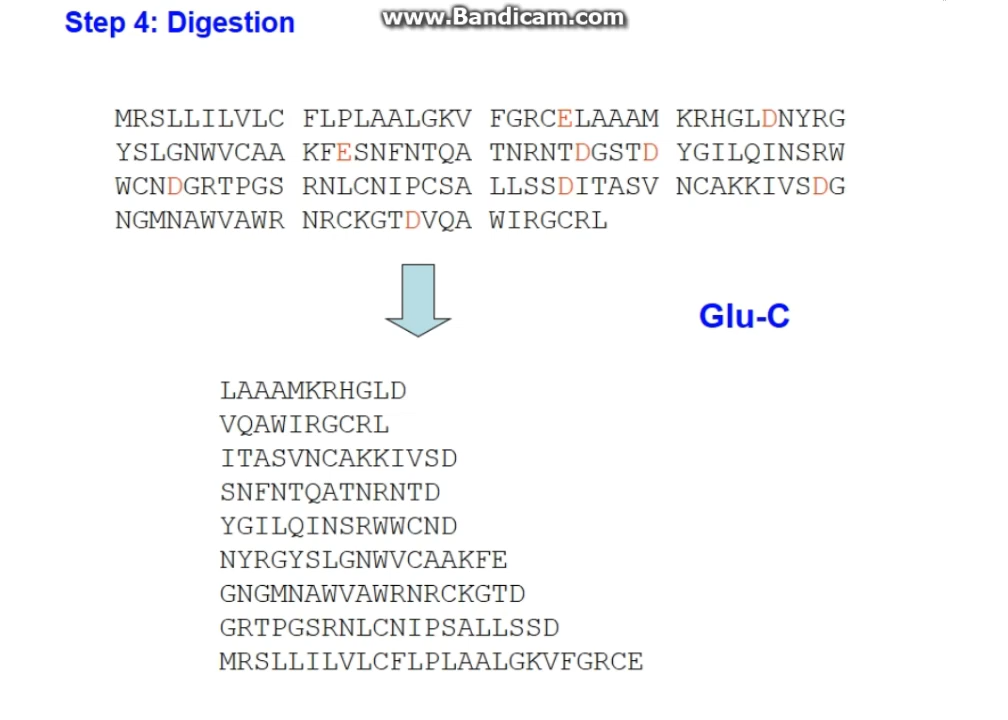 www.Bandicam.com
Step 4: Digestion
MRSLLILVLC FLPLAALGKV FGRCELAAAM KRHGLDNYRG
YSLGNWVCAA KFESNFNTQA TNRNTDGSTD YGILQINSRW
WCNDGRTPGS RNLCNIPCSA LLSSDITASV NCAKKIVSDG
NGMNAWVAWR NRCKGTDVQA WIRGCRL
Glu-C
LAAAMKRHGLD
VQAWIRGCRL
ITASVNCAKKIVSD
SNFNTQATNRNTD
YGILQINSRWWCND
NYRGYSLGNWVCAAKFE
GNGMNAWVAWRNRCKGTD
GRTPGSRNLCNIPSALLSSD
MRSLLILVLCFLPLAALGKVFGRCE